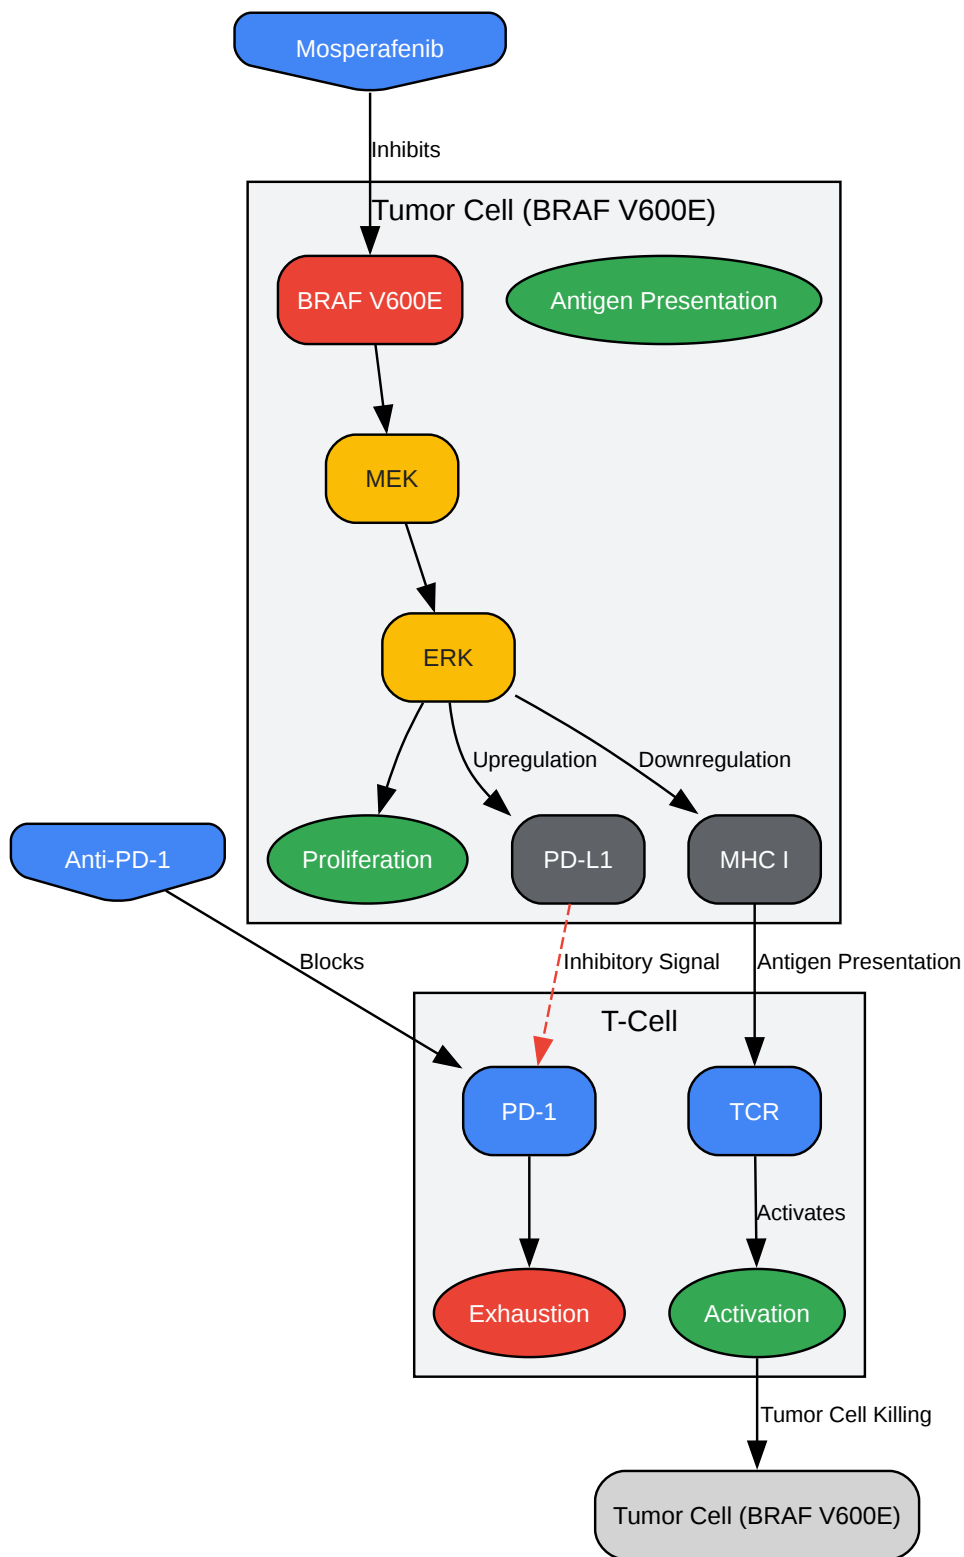 Mosperafenib
Inhibits
Tumor Cell (BRAF V600E)
BRAF V600E
Antigen Presentation
MEK
ERK
Upregulation
Downregulation
Anti-PD-1
Proliferation
PD-L1
MHC I
Blocks
Inhibitory Signal
Antigen Presentation
T-Cell
PD-1
TCR
Activates
Exhaustion
Activation
Tumor Cell Killing
Tumor Cell (BRAF V600E)